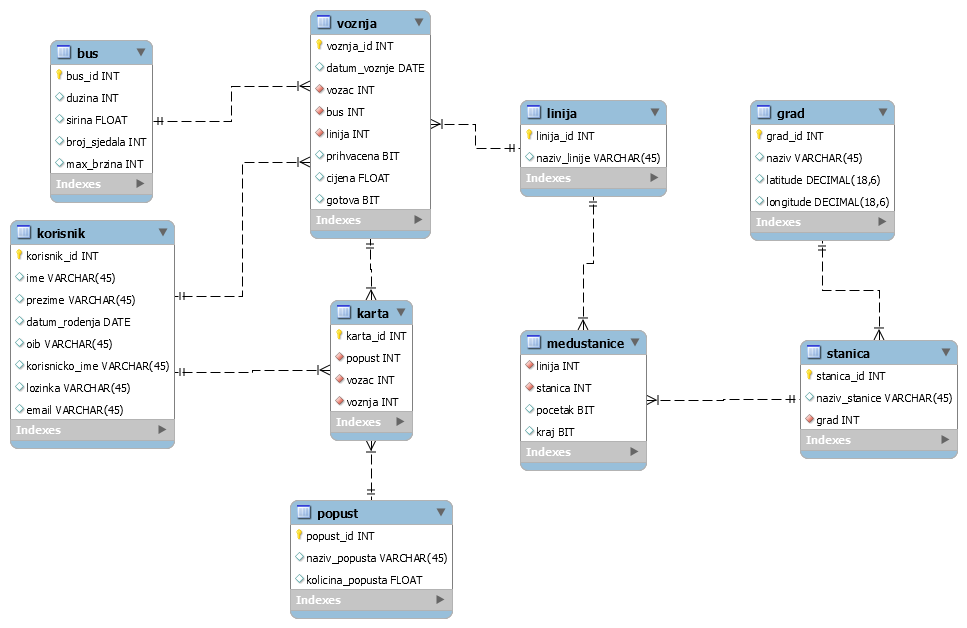 bus
bus_id INT
duzina INT
sirina FLOAT
broj_sjedala INT
max_brzina INT
Indexes
voznja
voznja_id INT
datum_voznje DATE
vozac INT
bus INT
linija INT
prihvacena BIT
cijena FLOAT
gotova BIT
Indexes
linija
linija_id INT
naziv_linije VARCHAR(45)
Indexes
grad
grad_id INT
naziv VARCHAR(45)
latitude DECIMAL(18,6)
longitude DECIMAL(18,6)
Indexes
korisnik
korisnik_id INT
ime VARCHAR(45)
prezime VARCHAR(45)
datum_rodenja DATE
oib VARCHAR(45)
korisnicko_ime VARCHAR(45)
lozinka VARCHAR(45)
email VARCHAR(45)
Indexes
karta
karta_id INT
popust INT
vozac INT
voznja INT
Indexes
medustanice
linija INT
stanica INT
pocetak BIT
kraj BIT
Indexes
stanica
stanica_id INT
naziv_stanice VARCHAR(45)
grad INT
Indexes
popust
popust_id INT
naziv_popusta VARCHAR(45)
kolicina_popusta FLOAT
Indexes